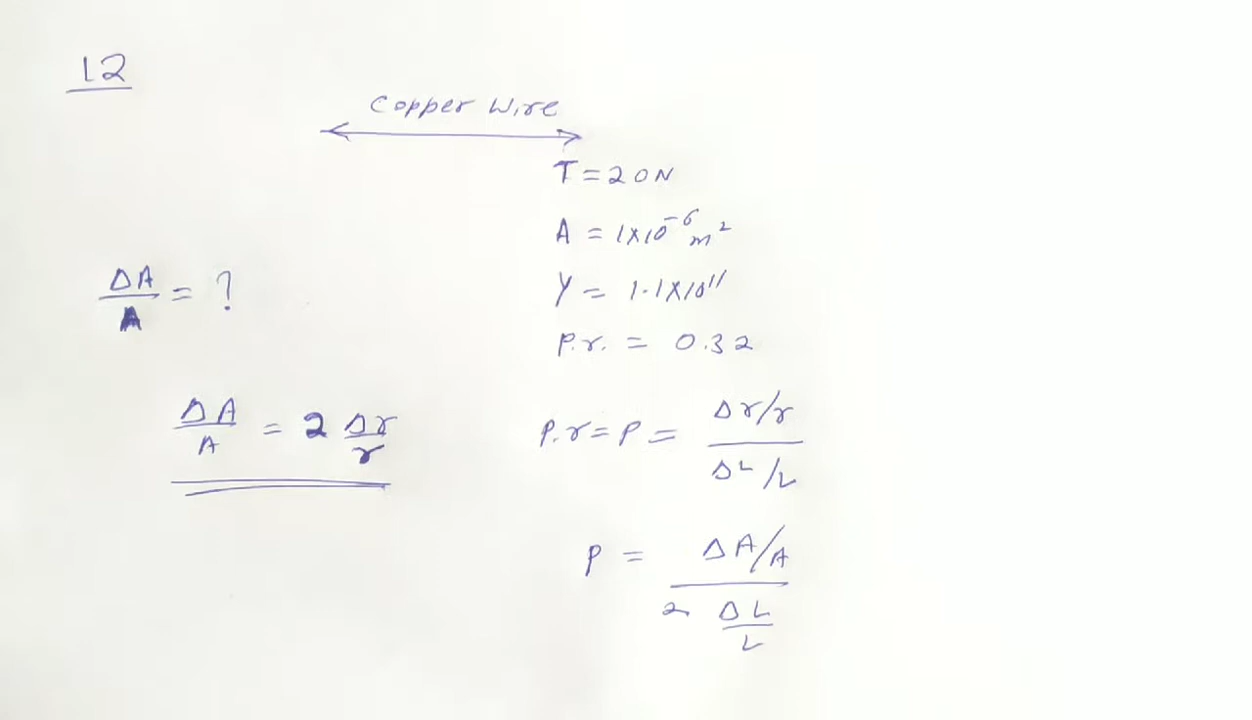 12
Copper Wire
T = 20N
A = 1×10⁻⁶ m²
ΔA/A = ?
Y = 1.1×10¹¹
P.r. = 0.32
ΔA/A = 2 Δr/r
P.r = P = (Δr/r)/(ΔL/L)
P = (ΔA/A)/(2 ΔL/L)